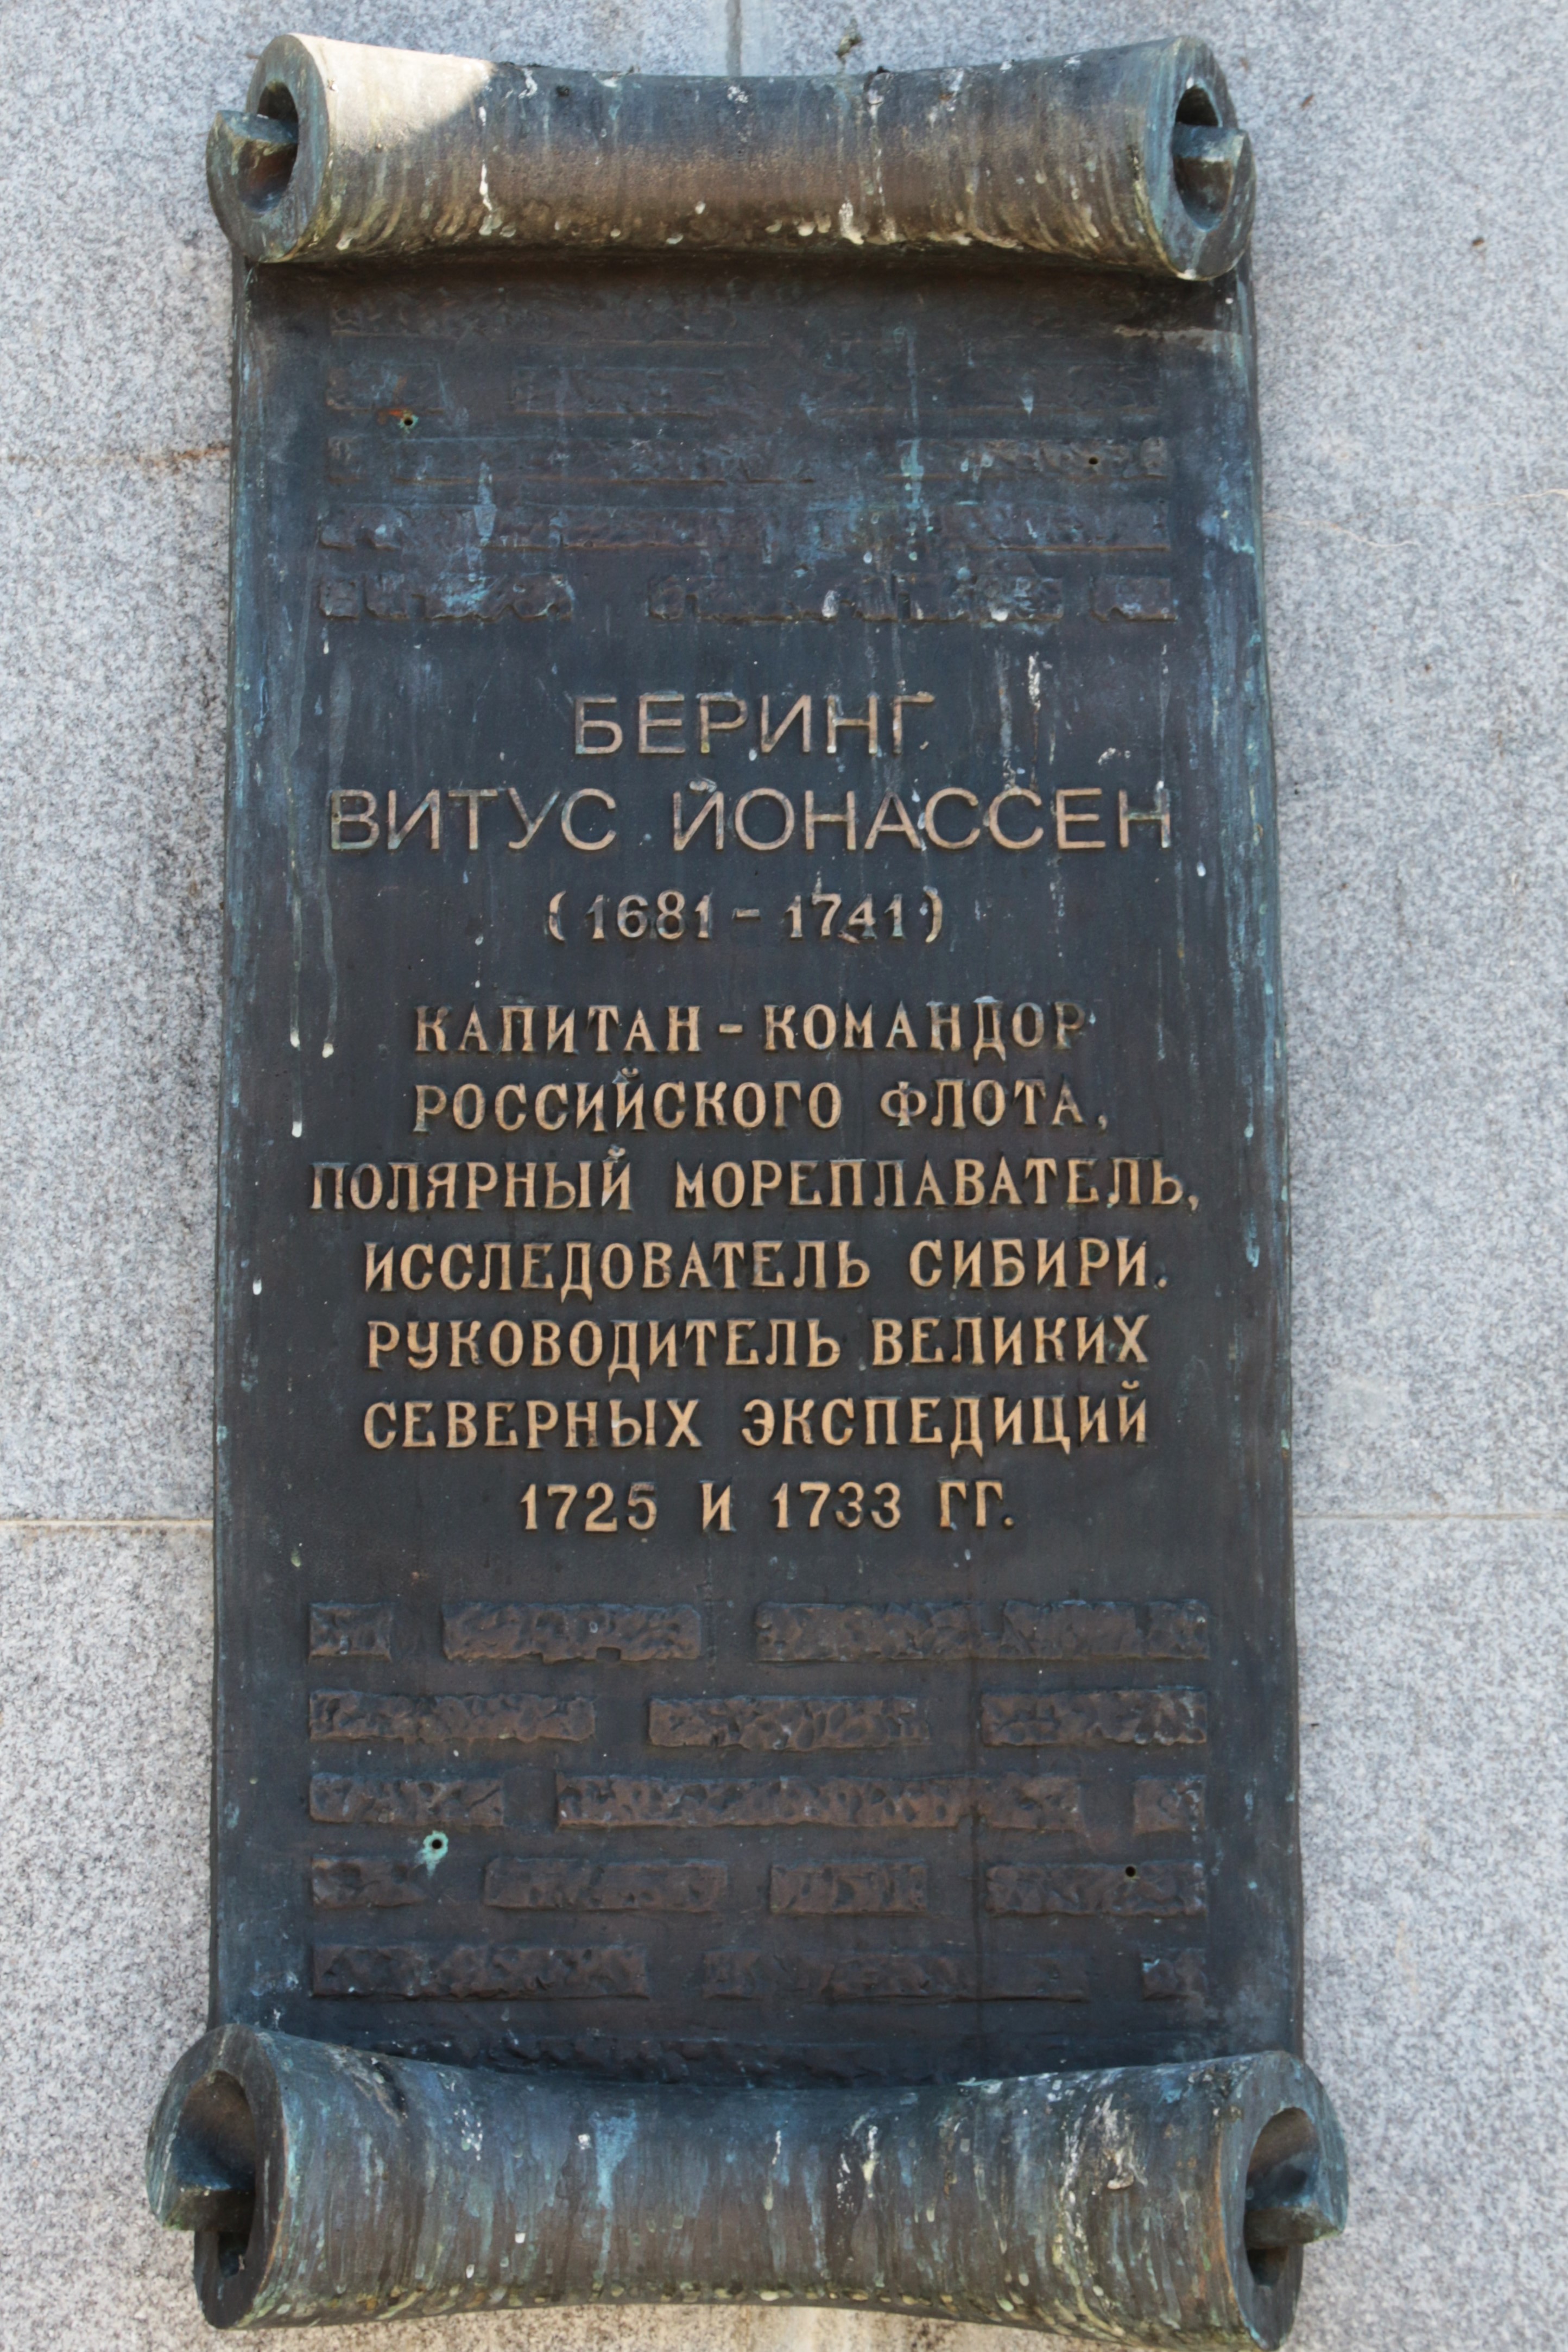 БЕРИНГ
ВИТУС ЙОНАССЕН
(1681 - 1741)
КАПИТАН - КОМАНДОР
РОССИЙСКОГО ФЛОТА,
ПОЛЯРНЫЙ МОРЕПЛАВАТЕЛЬ,
ИССЛЕДОВАТЕЛЬ СИБИРИ.
РУКОВОДИТЕЛЬ ВЕЛИКИХ
СЕВЕРНЫХ ЭКСПЕДИЦИЙ
1725 И 1733 ГГ.